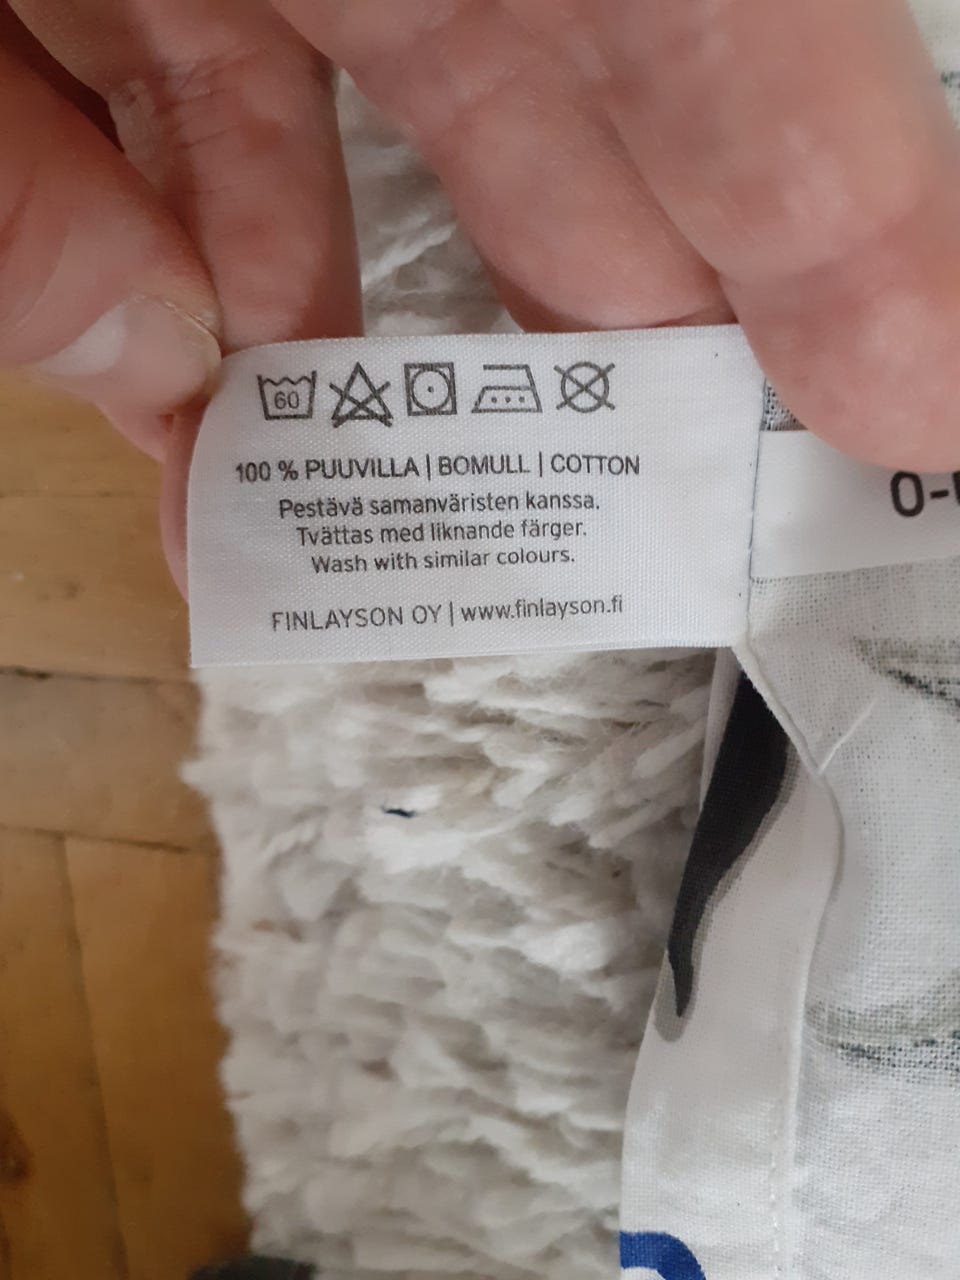 60
100 % PUUVILLA | BOMULL | COTTON
Pestävä samanväristen kanssa.
Tvättas med liknande färger.
Wash with similar colours.
FINLAYSON OY | www.finlayson.fi